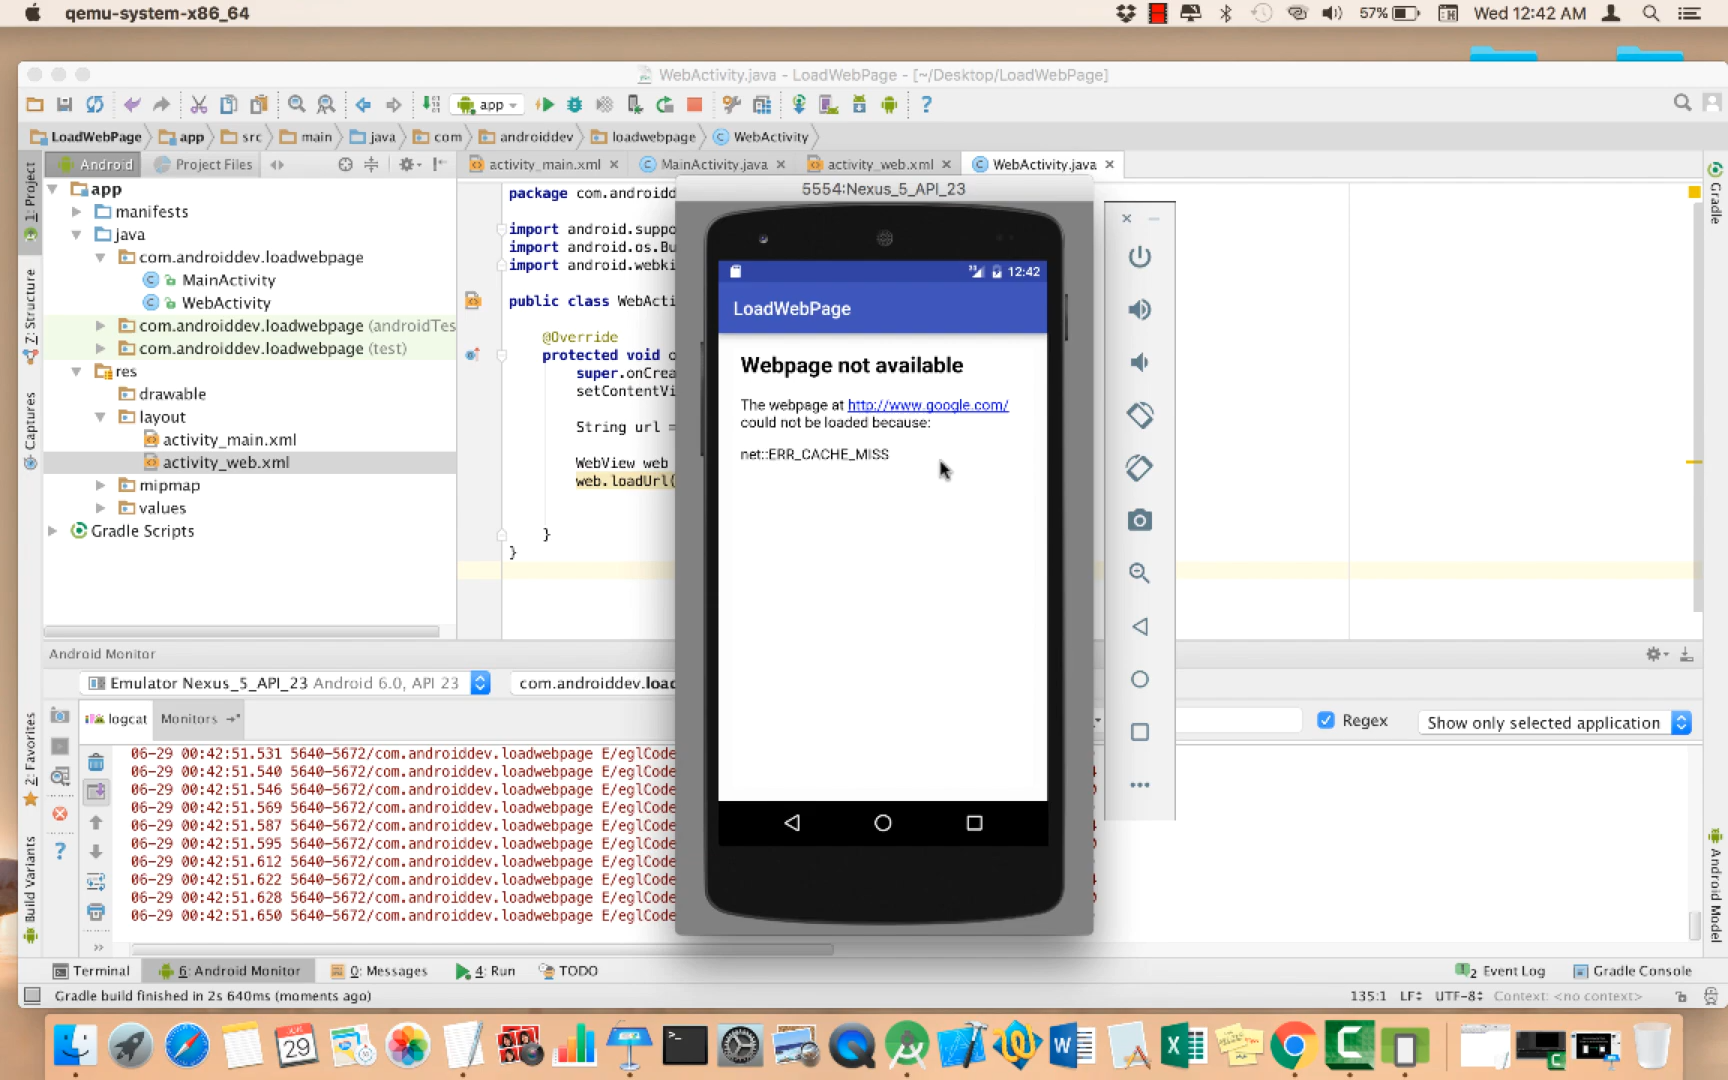 qemu-system-x86_64
57%
Wed 12:42 AM
WebActivity.java - LoadWebPage - [~/Desktop/LoadWebPage]
app
LoadWebPage app src main java com androiddev loadwebpage WebActivity
Android Project Files
activity_main.xml MainActivity.java activity_web.xml WebActivity.java
1: Project
7: Structure
Captures
2: Favorites
Build Variants
Gradle
Android Model
app
manifests
java
com.androiddev.loadwebpage
MainActivity
WebActivity
com.androiddev.loadwebpage (androidTes
com.androiddev.loadwebpage (test)
res
drawable
layout
activity_main.xml
activity_web.xml
mipmap
values
Gradle Scripts
package com.android
import android.suppo
import android.os.Bu
import android.webki
public class WebActi
@Override
protected void o
super.onCrea
setContentVi
String url =
WebView web
web.loadUrl(
}
}
5554:Nexus_5_API_23
12:42
LoadWebPage
Webpage not available
The webpage at http://www.google.com/
could not be loaded because:
net::ERR_CACHE_MISS
Android Monitor
Emulator Nexus_5_API_23 Android 6.0, API 23
com.androiddev.load
logcat Monitors
Regex
Show only selected application
06-29 00:42:51.531 5640-5672/com.androiddev.loadwebpage E/eglCode
06-29 00:42:51.540 5640-5672/com.androiddev.loadwebpage E/eglCode
06-29 00:42:51.546 5640-5672/com.androiddev.loadwebpage E/eglCode
06-29 00:42:51.569 5640-5672/com.androiddev.loadwebpage E/eglCode
06-29 00:42:51.587 5640-5672/com.androiddev.loadwebpage E/eglCode
06-29 00:42:51.595 5640-5672/com.androiddev.loadwebpage E/eglCode
06-29 00:42:51.612 5640-5672/com.androiddev.loadwebpage E/eglCode
06-29 00:42:51.622 5640-5672/com.androiddev.loadwebpage E/eglCode
06-29 00:42:51.628 5640-5672/com.androiddev.loadwebpage E/eglCode
06-29 00:42:51.650 5640-5672/com.androiddev.loadwebpage E/eglCode
Terminal 6: Android Monitor 0: Messages 4: Run TODO
2 Event Log Gradle Console
Gradle build finished in 2s 640ms (moments ago)
135:1 LF UTF-8 Context: <no context>
29